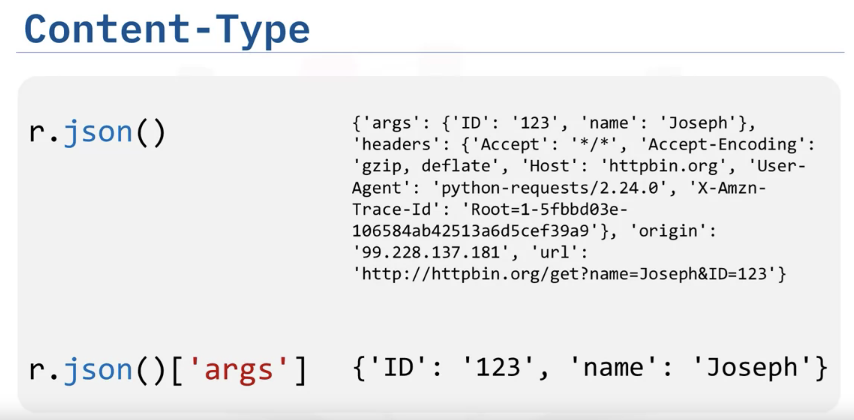 Content-Type
r.json()
{'args': {'ID': '123', 'name': 'Joseph'},
'headers': {'Accept': '*/*', 'Accept-Encoding':
'gzip, deflate', 'Host': 'httpbin.org', 'User-
Agent': 'python-requests/2.24.0', 'X-Amzn-
Trace-Id': 'Root=1-5fbbd03e-
106584ab42513a6d5cef39a9'}, 'origin':
'99.228.137.181', 'url':
'http://httpbin.org/get?name=Joseph&ID=123'}
r.json()['args']
{'ID': '123', 'name': 'Joseph'}